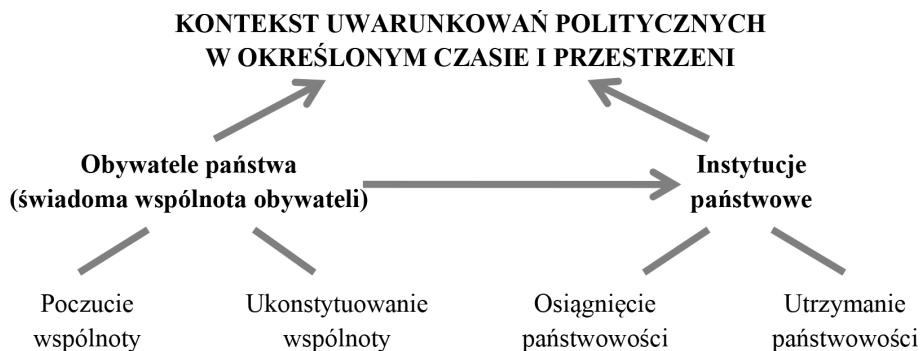 KONTEKST UWARUNKOWAŃ POLITYCZNYCH
W OKREŚLONYM CZASIE I PRZESTRZENI
Obywatele państwa
(świadoma wspólnota obywateli)
Instytucje
państwowe
Poczucie
wspólnoty
Ukonstytuowanie
wspólnoty
Osiągnięcie
państwowości
Utrzymanie
państwowości